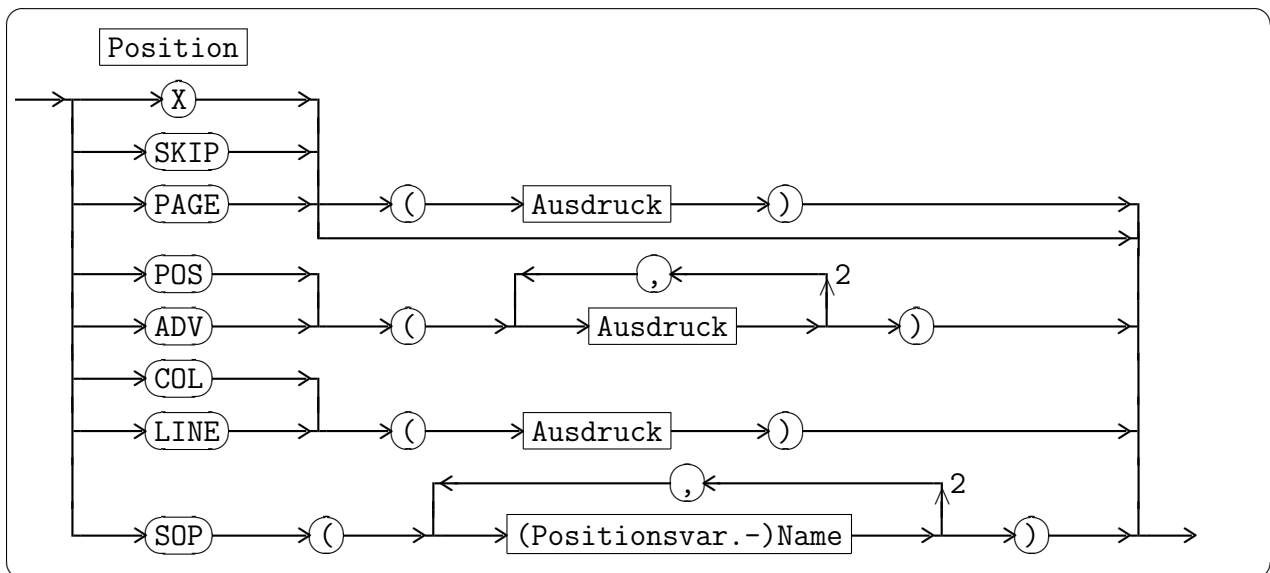 Position
X
SKIP
PAGE ( Ausdruck )
POS , 2
ADV ( Ausdruck )
COL
LINE ( Ausdruck )
, 2
SOP ( (Positionsvar.-)Name )